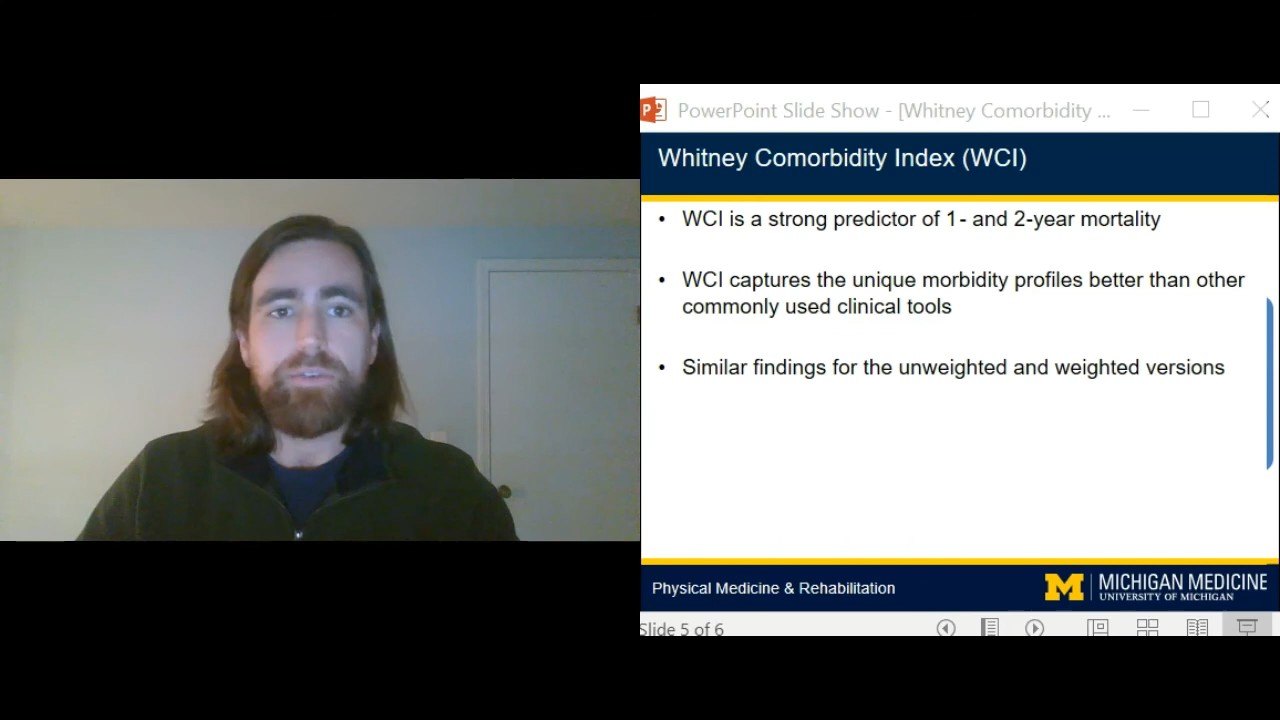 PowerPoint Slide Show - [Whitney Comorbidity ...
Whitney Comorbidity Index (WCI)
• WCI is a strong predictor of 1- and 2-year mortality
• WCI captures the unique morbidity profiles better than other
commonly used clinical tools
• Similar findings for the unweighted and weighted versions
Physical Medicine & Rehabilitation
M MICHIGAN MEDICINE
UNIVERSITY OF MICHIGAN
Slide 5 of 6